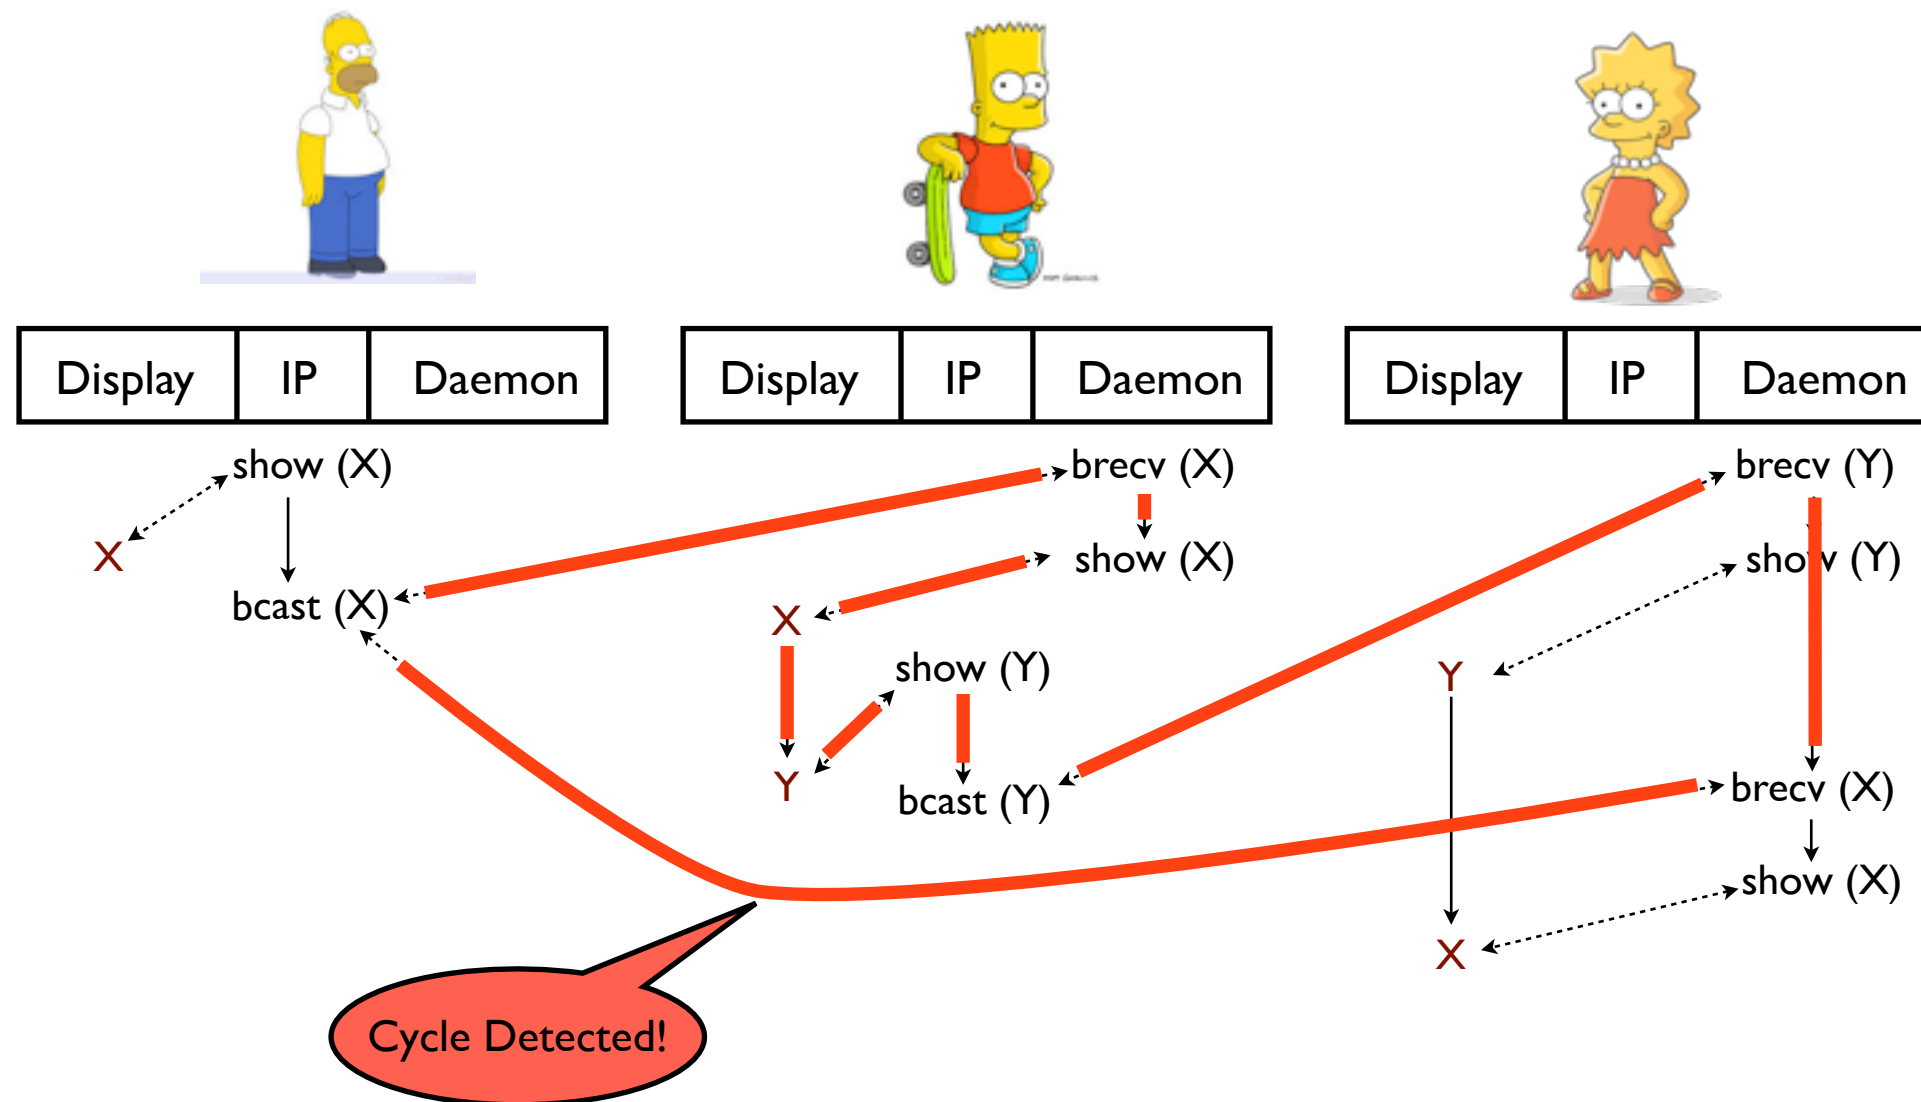 Display IP Daemon
Display IP Daemon
Display IP Daemon
show (X)
X
bcast (X)
brecv (X)
show (X)
X
show (Y)
Y
bcast (Y)
brecv (Y)
show (Y)
Y
brecv (X)
show (X)
X
Cycle Detected!